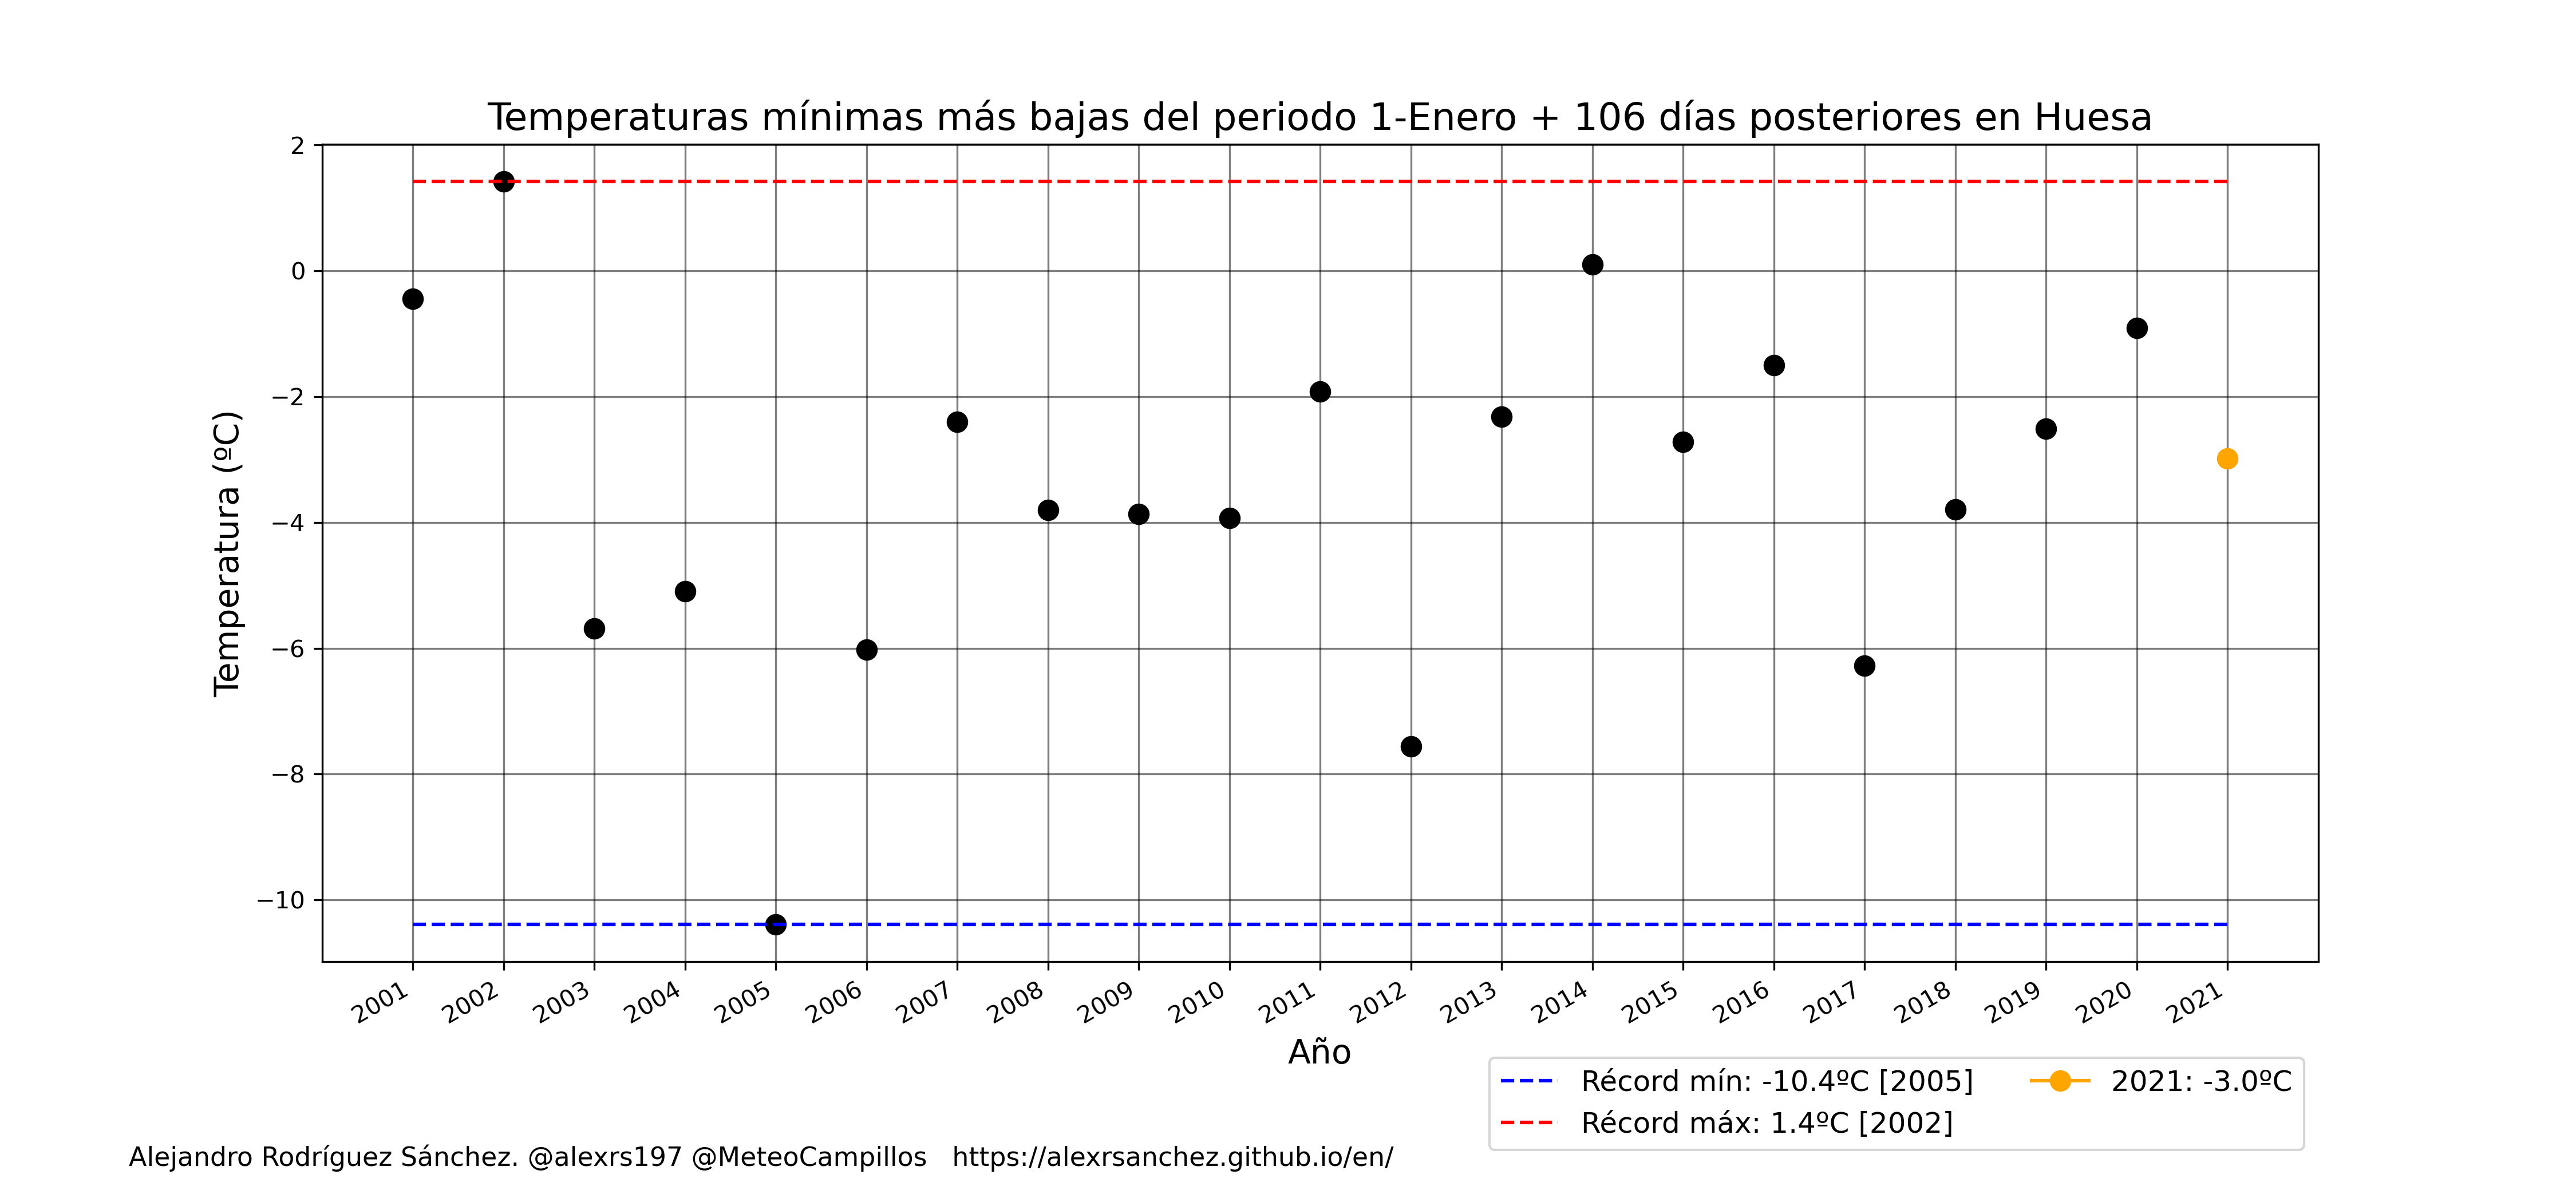 Temperaturas mínimas más bajas del periodo 1-Enero + 106 días posteriores en Huesa
2
0
−2
−4
−6
−8
−10
Temperatura (ºC)
2001 2002 2003 2004 2005 2006 2007 2008 2009 2010 2011 2012 2013 2014 2015 2016 2017 2018 2019 2020 2021
Año
Récord mín: -10.4ºC [2005]
Récord máx: 1.4ºC [2002]
2021: -3.0ºC
Alejandro Rodríguez Sánchez. @alexrs197 @MeteoCampillos https://alexrsanchez.github.io/en/